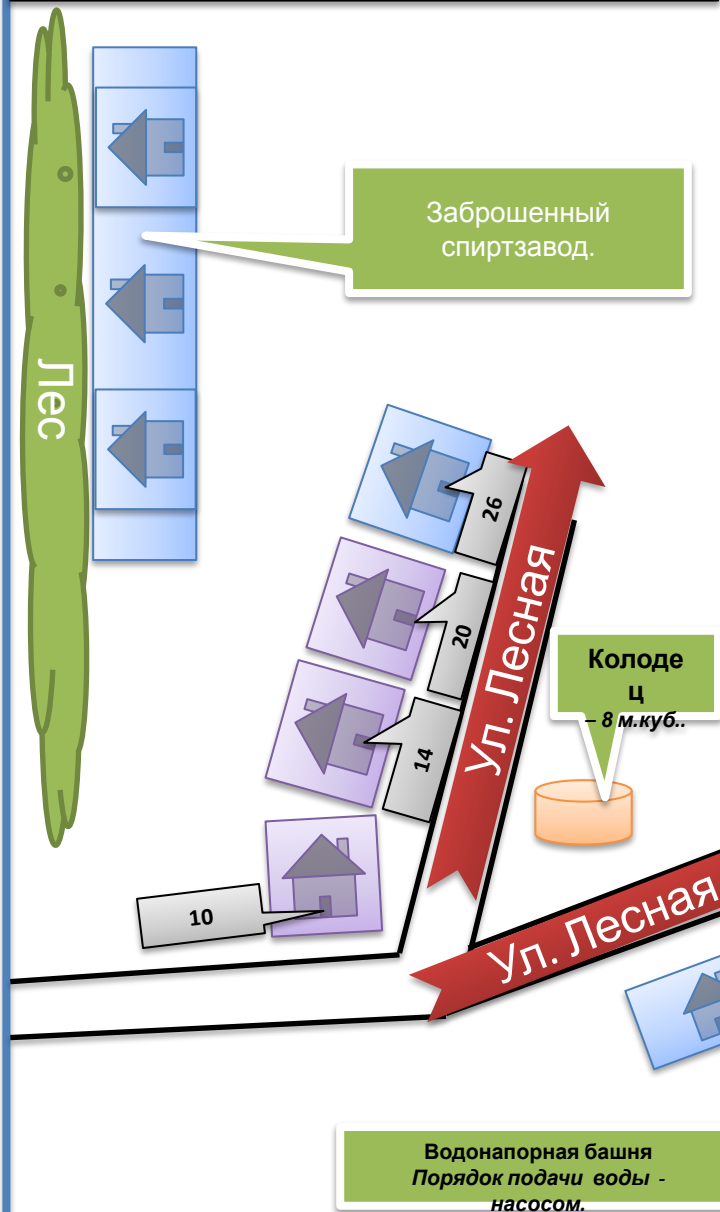 Заброшенный
спиртзавод.
Лес
26
Ул. Лесная
20
Колоде
ц
– 8 м.куб..
14
10
Ул. Лесная
Водонапорная башня
Порядок подачи воды -
насосом.